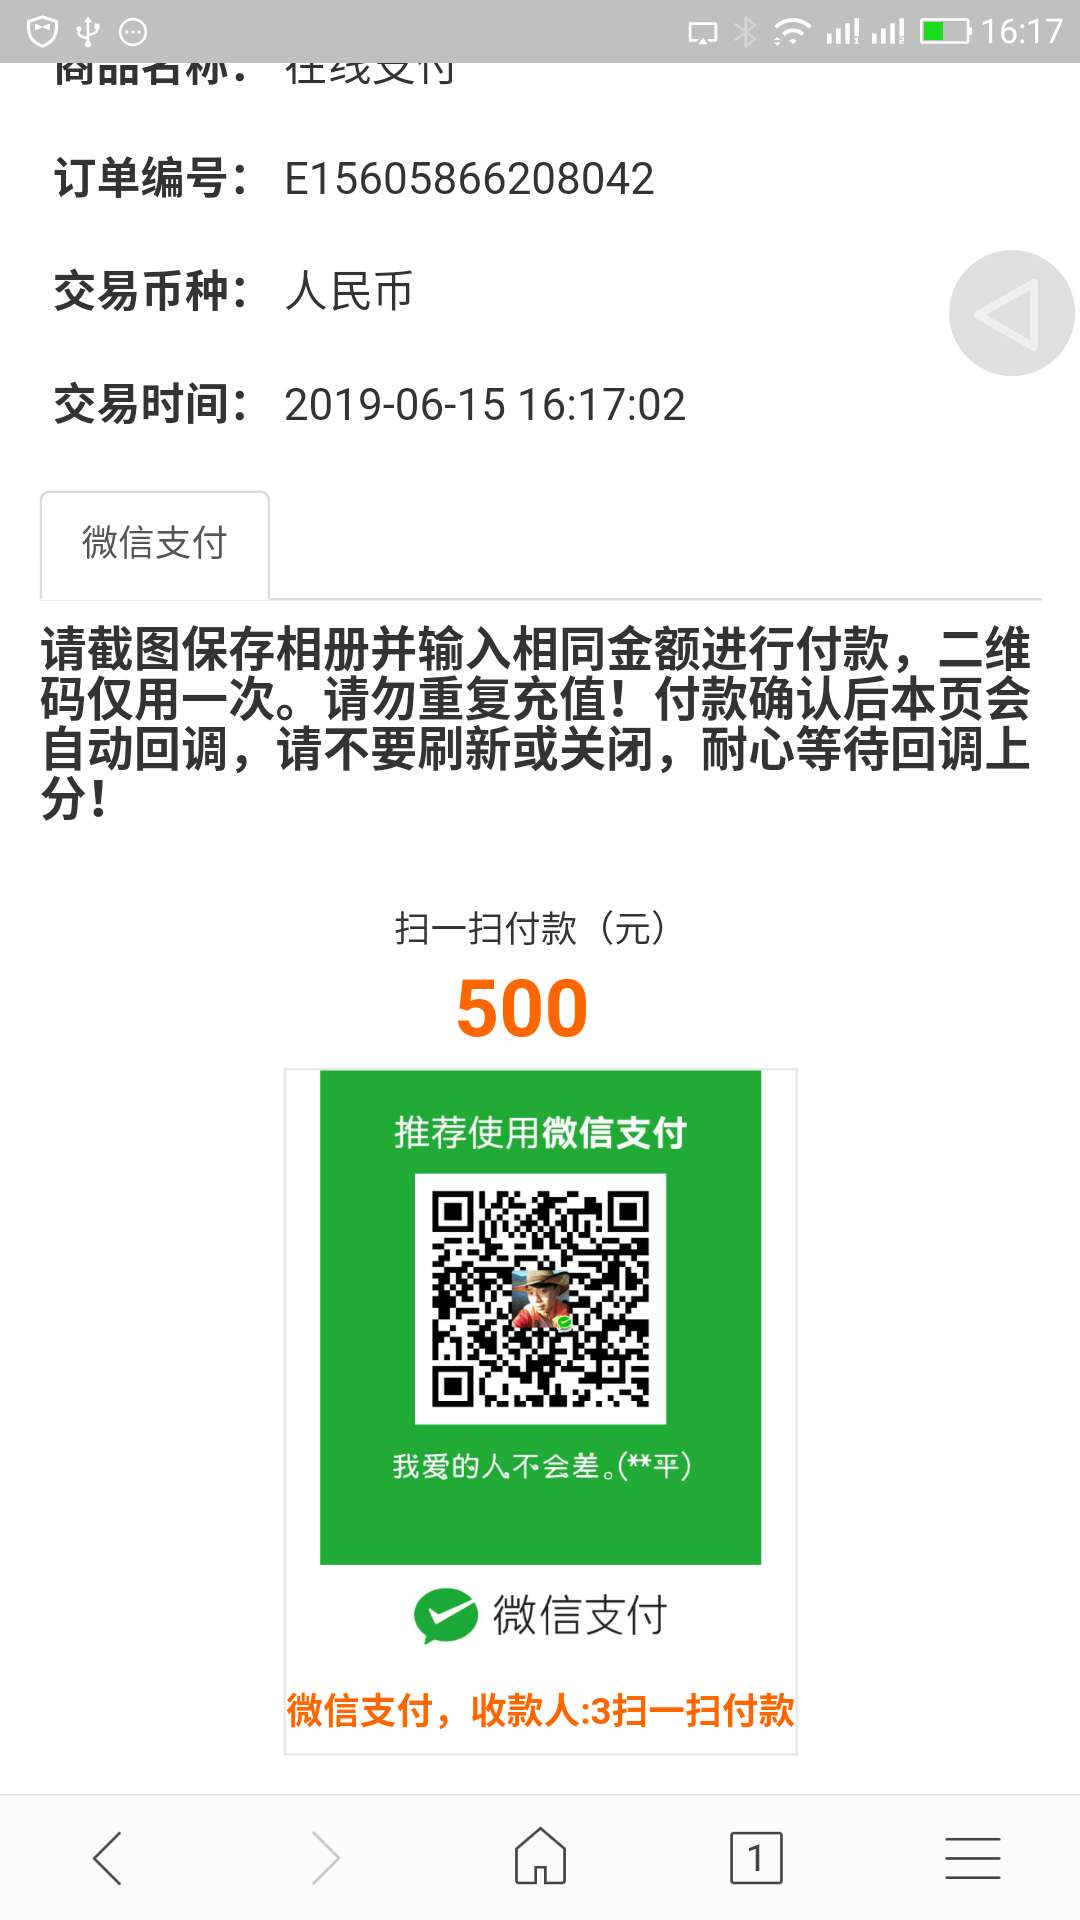 16:17
商品名称： 在线支付
订单编号： E15605866208042
交易币种： 人民币
交易时间： 2019-06-15 16:17:02
微信支付
请截图保存相册并输入相同金额进行付款，二维
码仅用一次。请勿重复充值！付款确认后本页会
自动回调，请不要刷新或关闭，耐心等待回调上
分！
扫一扫付款（元）
500
推荐使用微信支付
我爱的人不会差。(**平)
微信支付
微信支付，收款人:3扫一扫付款
1